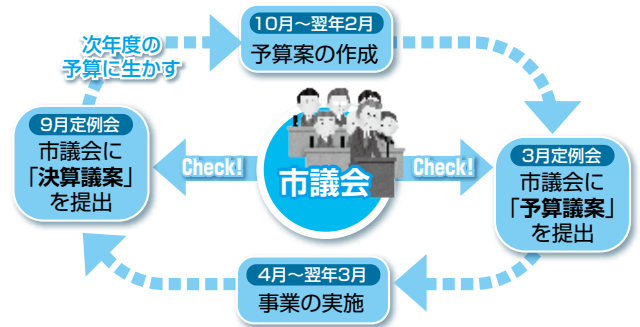 10月～翌年2月
予算案の作成
次年度の
予算に生かす
9月定例会
市議会に
「決算議案」
を提出
Check!
市議会
Check!
3月定例会
市議会に
「予算議案」
を提出
4月～翌年3月
事業の実施